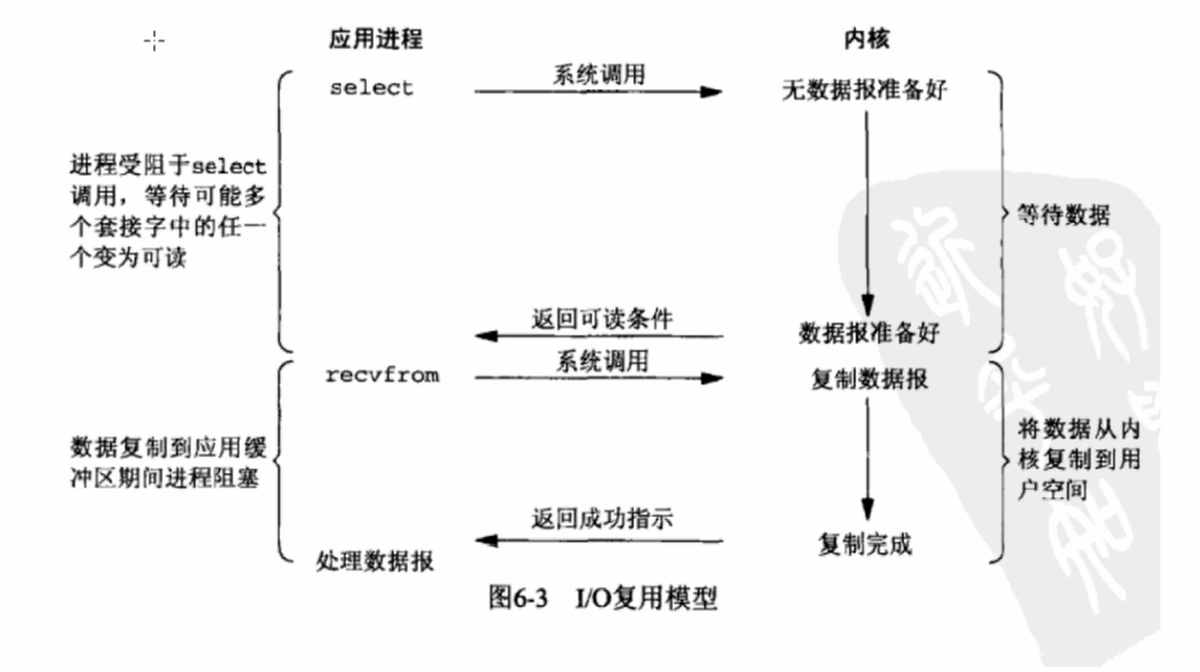 应用进程
内核
select
系统调用
无数据报准备好
进程受阻于select
调用，等待可能多
个套接字中的任一
个变为可读
等待数据
返回可读条件
数据报准备好
recvfrom
系统调用
复制数据报
数据复制到应用缓
冲区期间进程阻塞
将数据从内
核复制到用
户空间
返回成功指示
复制完成
处理数据报
图6-3 I/O复用模型